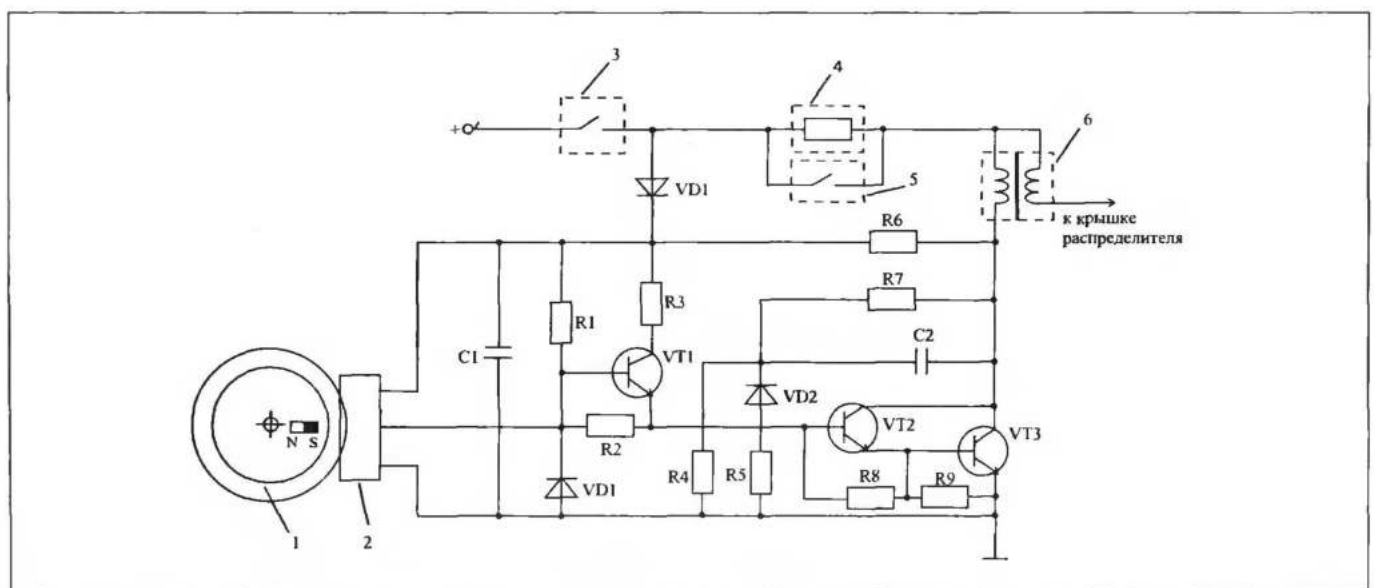 3
4
+
6
5
VD1
к крышке
распределителя
R6
R7
R3
R1
C2
C1
VT1
VD2
VT2
VT3
N S
R2
R4
R5
R8
R9
VD1
1
2